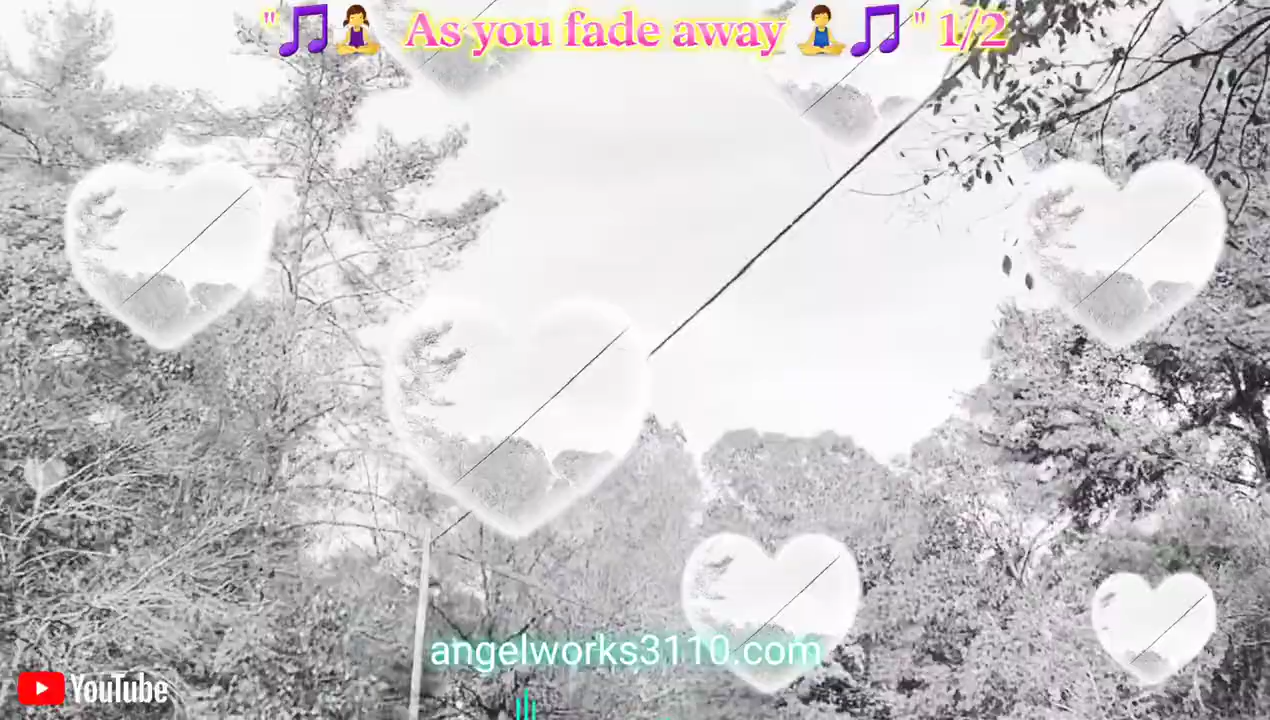 "🎵🧘‍♀️ As you fade away 🧘‍♂️🎵" 1/2
angelworks3110.com
YouTube